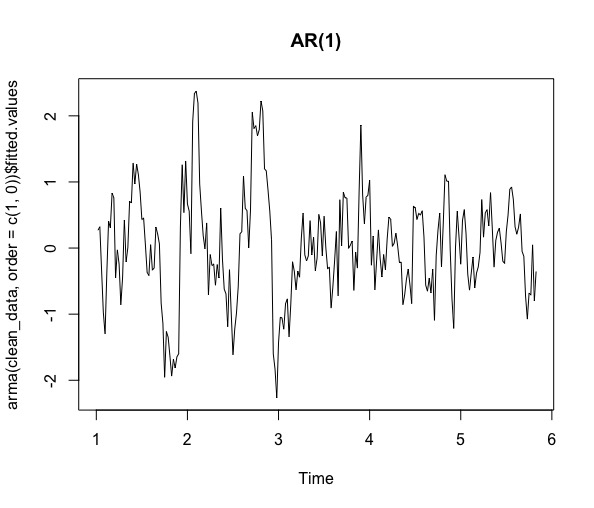 AR(1)
arma(clean_data, order = c(1, 0))$fitted.values
2
1
0
-1
-2
1 2 3 4 5 6
Time